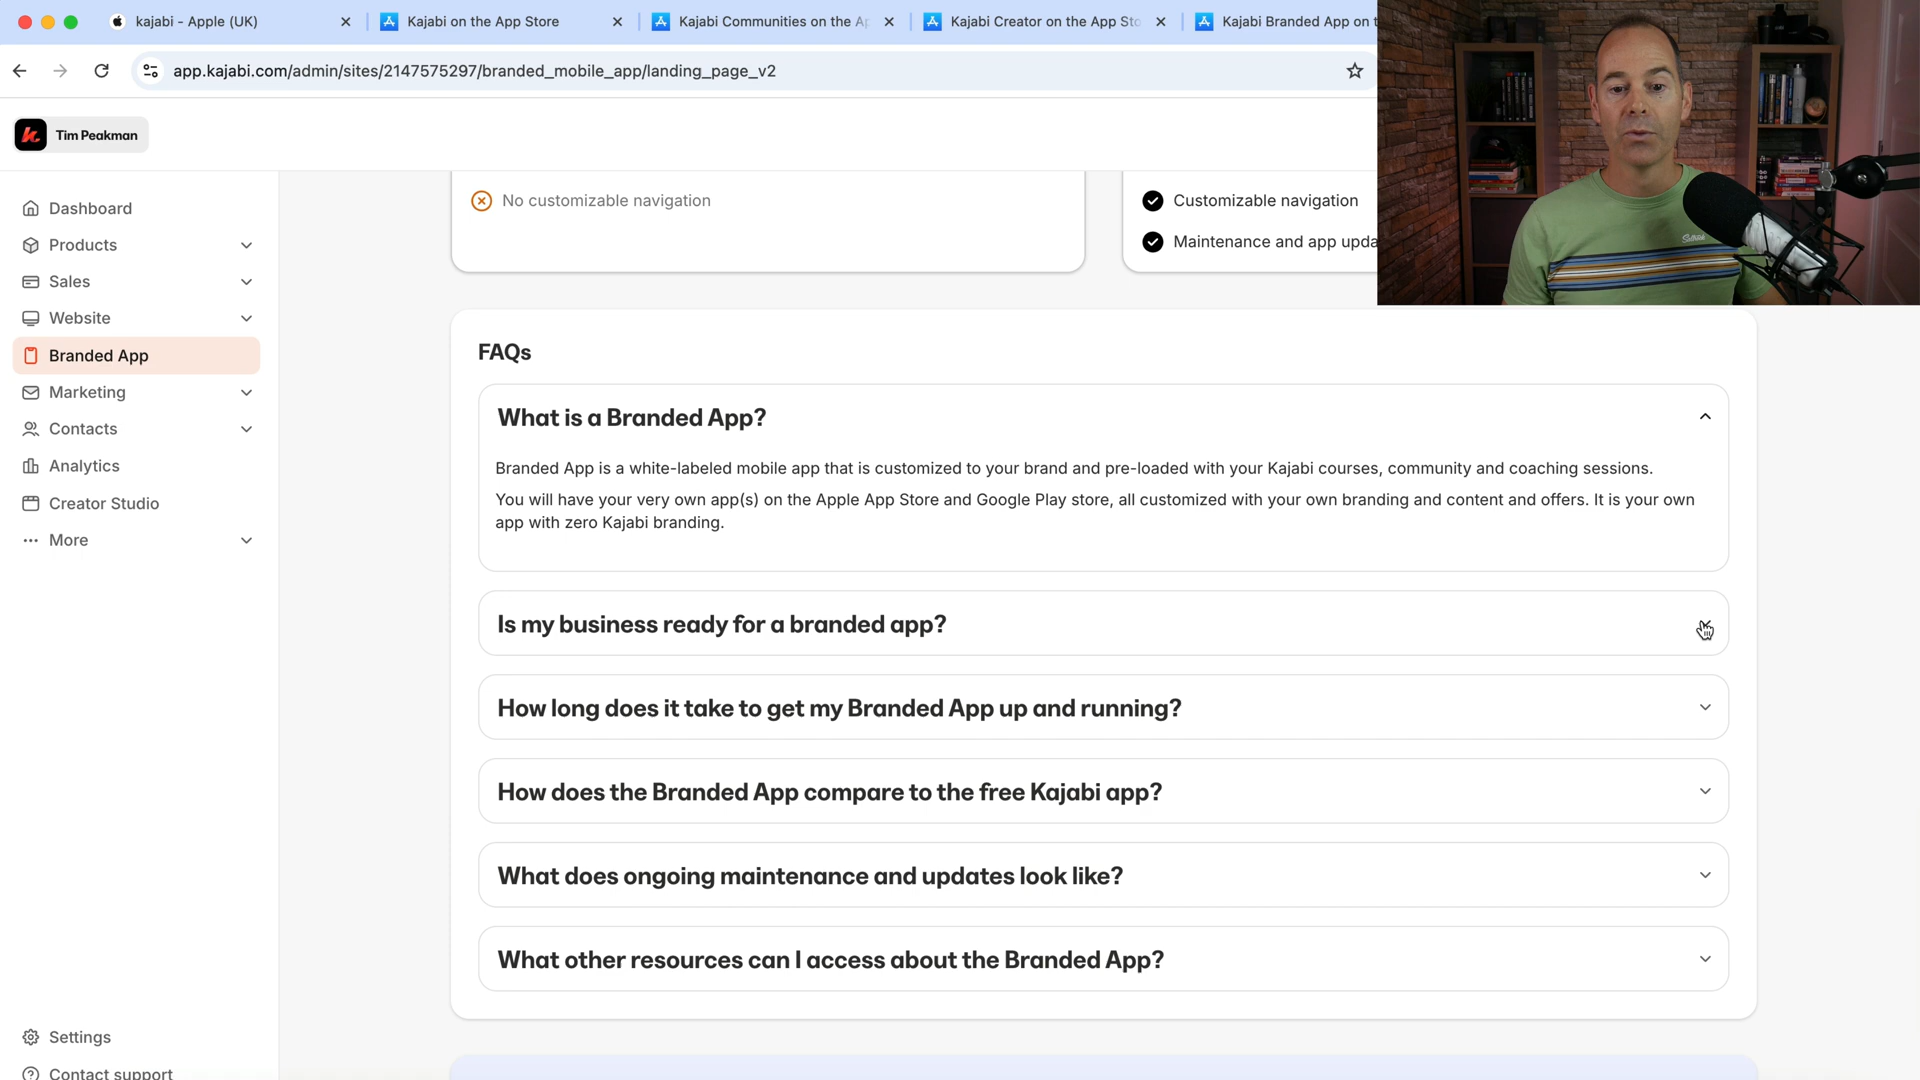 kajabi - Apple (UK)
Kajabi on the App Store
Kajabi Communities on the Ap
Kajabi Creator on the App Sto
Kajabi Branded App on t
app.kajabi.com/admin/sites/2147575297/branded_mobile_app/landing_page_v2
Tim Peakman
Dashboard
Products
Sales
Website
Branded App
Marketing
Contacts
Analytics
Creator Studio
More
Settings
Contact support
No customizable navigation
Customizable navigation
Maintenance and app upda
FAQs
What is a Branded App?
Branded App is a white-labeled mobile app that is customized to your brand and pre-loaded with your Kajabi courses, community and coaching sessions.
You will have your very own app(s) on the Apple App Store and Google Play store, all customized with your own branding and content and offers. It is your own
app with zero Kajabi branding.
Is my business ready for a branded app?
How long does it take to get my Branded App up and running?
How does the Branded App compare to the free Kajabi app?
What does ongoing maintenance and updates look like?
What other resources can I access about the Branded App?